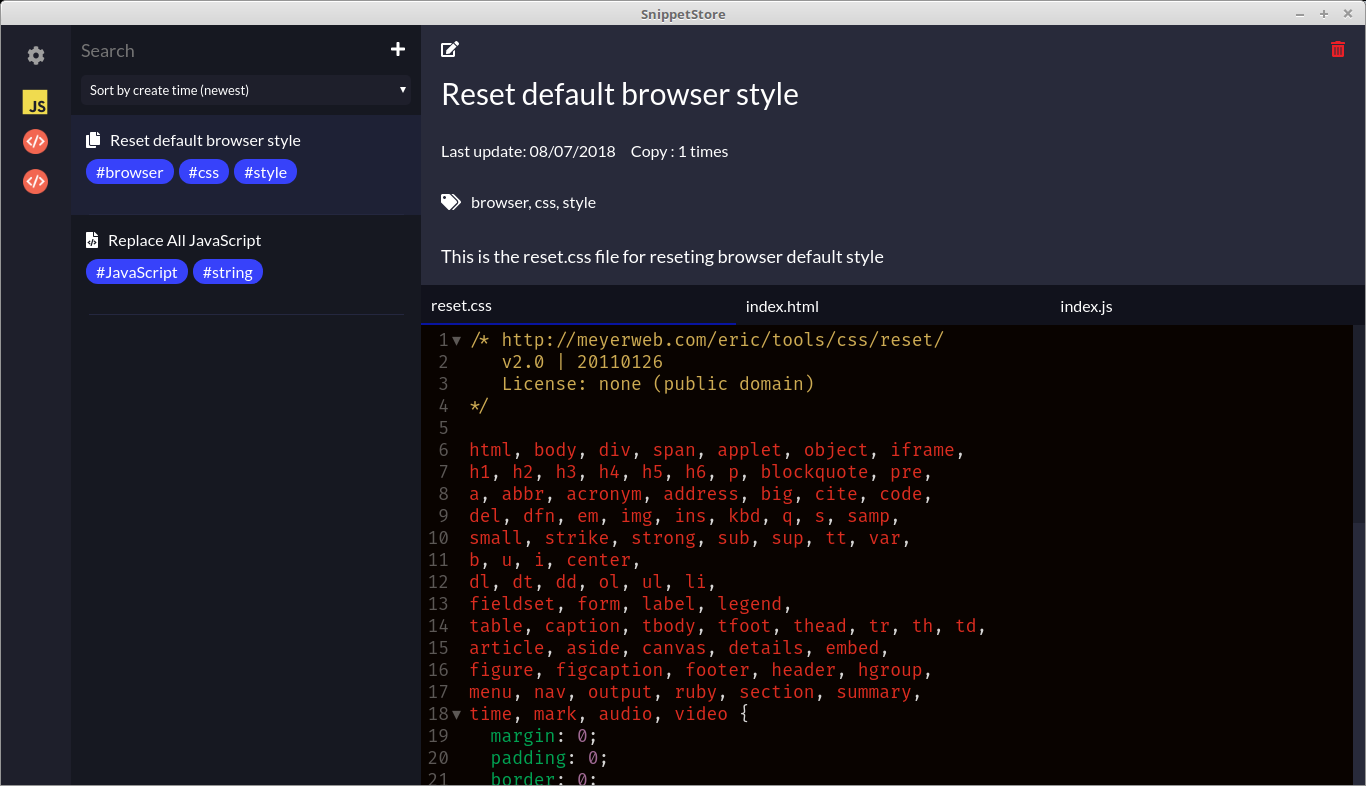 SnippetStore
Search
Sort by create time (newest)
JS
Reset default browser style
#browser #css #style
Replace All JavaScript
#JavaScript #string
Reset default browser style
Last update: 08/07/2018 Copy : 1 times
browser, css, style
This is the reset.css file for reseting browser default style
reset.css index.html index.js
1 /* http://meyerweb.com/eric/tools/css/reset/
2 v2.0 | 20110126
3 License: none (public domain)
4 */
5
6 html, body, div, span, applet, object, iframe,
7 h1, h2, h3, h4, h5, h6, p, blockquote, pre,
8 a, abbr, acronym, address, big, cite, code,
9 del, dfn, em, img, ins, kbd, q, s, samp,
10 small, strike, strong, sub, sup, tt, var,
11 b, u, i, center,
12 dl, dt, dd, ol, ul, li,
13 fieldset, form, label, legend,
14 table, caption, tbody, tfoot, thead, tr, th, td,
15 article, aside, canvas, details, embed,
16 figure, figcaption, footer, header, hgroup,
17 menu, nav, output, ruby, section, summary,
18 time, mark, audio, video {
19 margin: 0;
20 padding: 0;
21 border: 0;